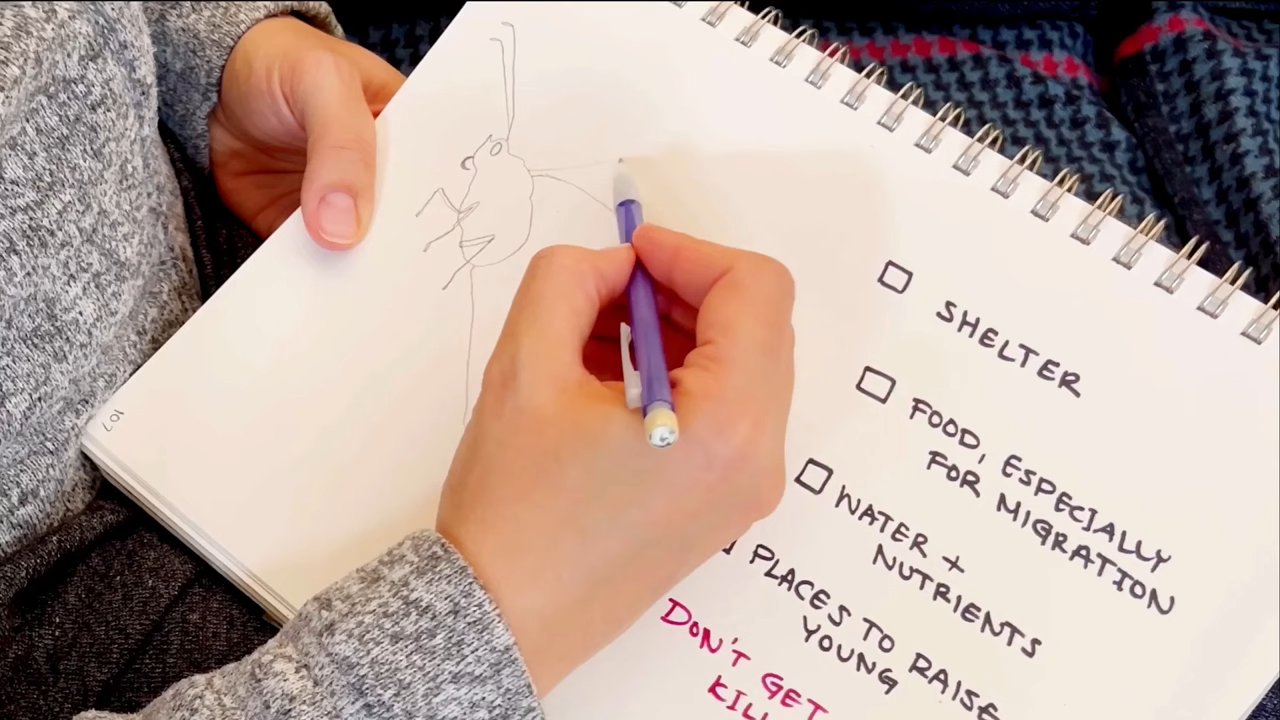 SHELTER
FOOD, ESPECIALLY
FOR MIGRATION
WATER +
NUTRIENTS
PLACES TO RAISE
YOUNG
DON'T GET
107